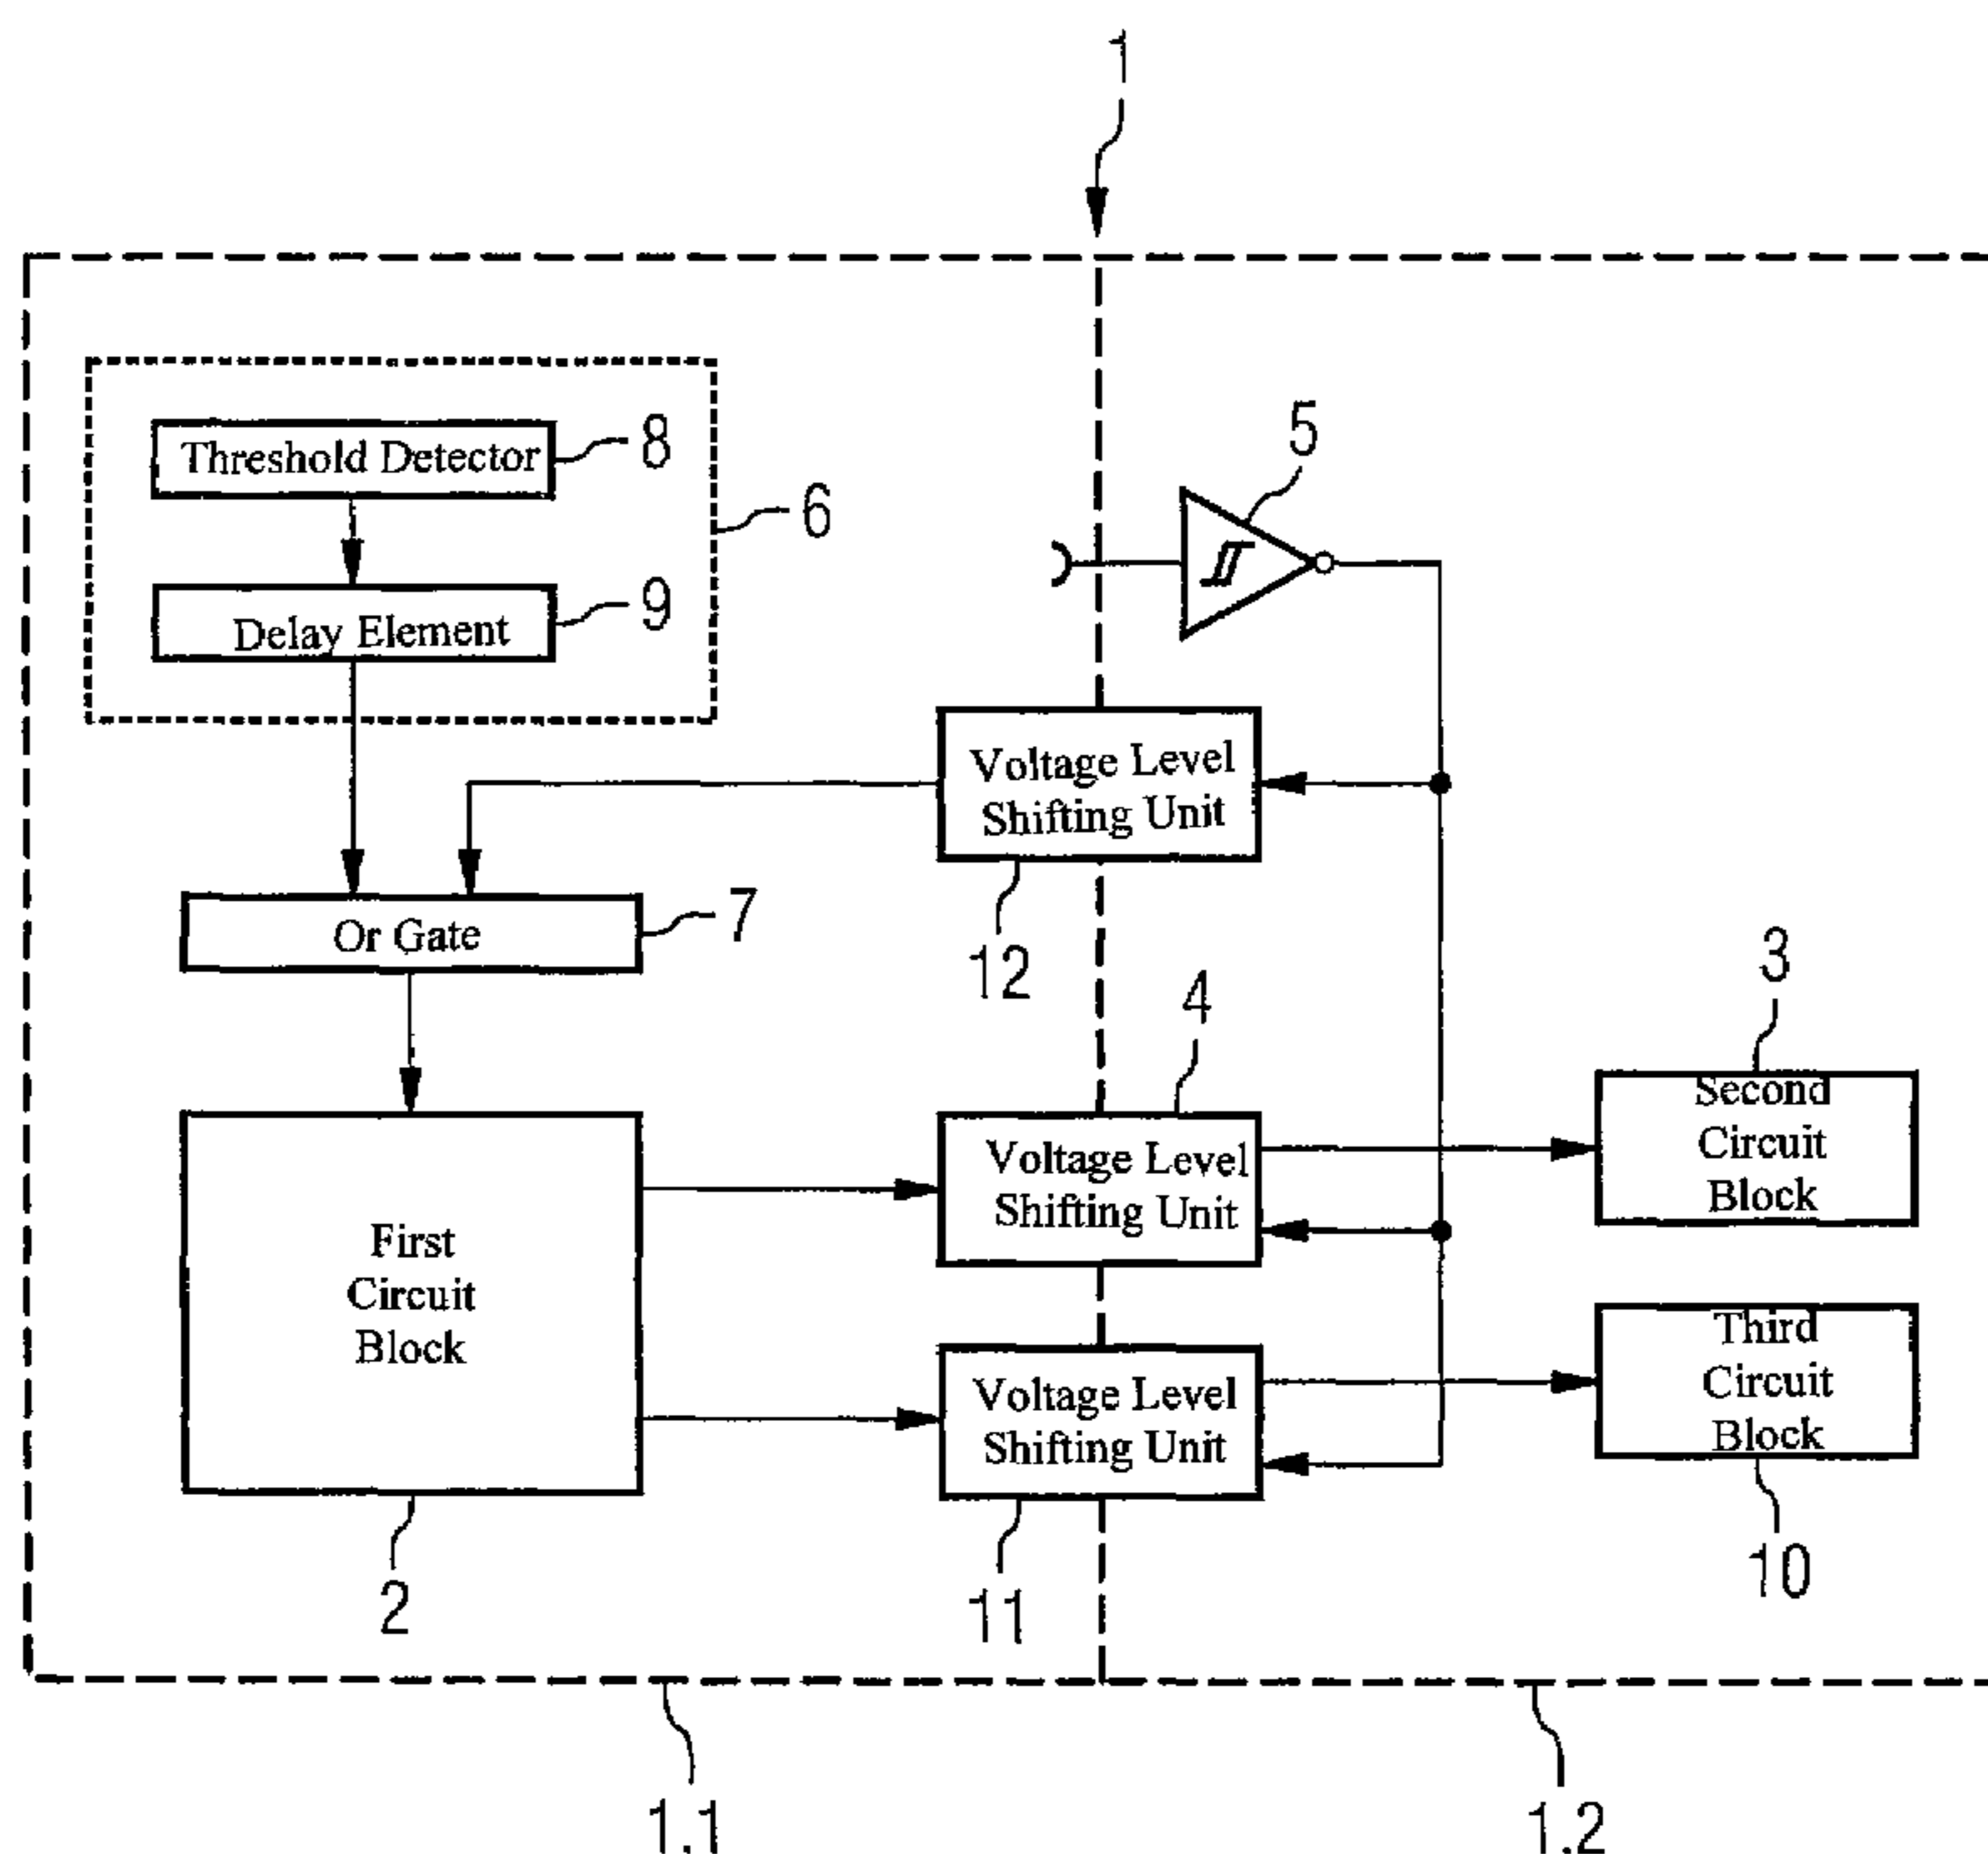 1
Threshold Detector
8
6
Delay Element
9
5
Voltage Level
Shifting Unit
12
Or Gate
7
4
3
Second
Circuit
Block
Voltage Level
Shifting Unit
First
Circuit
Block
2
Voltage Level
Shifting Unit
11
Third
Circuit
Block
10
1.1
1.2